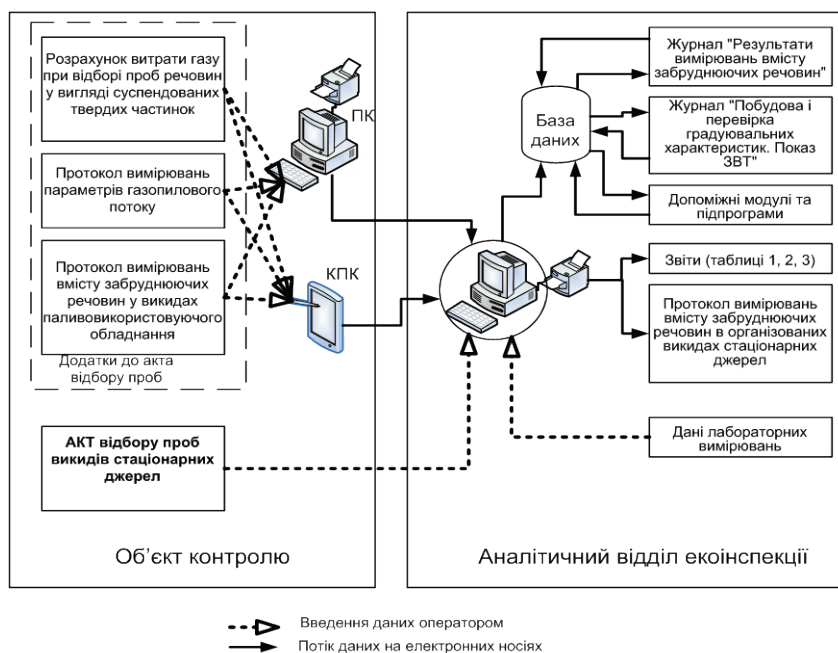 Розрахунок витрати газу
при відборі проб речовин
у вигляді суспендованих
твердих частинок
ПК
Протокол вимірювань
параметрів газопилового
потоку
Протокол вимірювань
вмісту забруднюючих
речовин у викидах
паливовикористовуючого
обладнання
КПК
Додатки до акта
відбору проб
АКТ відбору проб
викидів стаціонарних
джерел
Об’єкт контролю
База
даних
Журнал "Результати
вимірювань вмісту
забруднюючих речовин"
Журнал "Побудова і
перевірка
градуювальних
характеристик. Показ
ЗВТ"
Допоміжні модулі та
підпрограми
Звіти (таблиці 1, 2, 3)
Протокол вимірювань
вмісту забруднюючих
речовин в організованих
викидах стаціонарних
джерел
Дані лабораторних
вимірювань
Аналітичний відділ екоінспекції
Введення даних оператором
Потік даних на електронних носіях